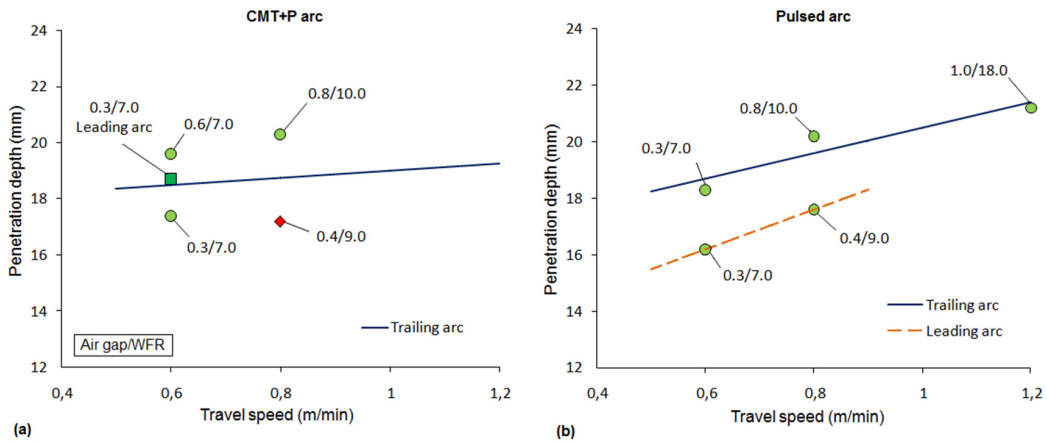 CMT+P arc
Penetration depth (mm)
24
22
20
18
16
14
12
0.3/7.0
Leading arc
0.6/7.0
0.8/10.0
0.3/7.0
0.4/9.0
Trailing arc
Air gap/WFR
0,4
0,6
0,8
1
1,2
Travel speed (m/min)
(a)
Pulsed arc
Penetration depth (mm)
24
22
20
18
16
14
12
1.0/18.0
0.8/10.0
0.3/7.0
0.4/9.0
0.3/7.0
Trailing arc
Leading arc
0,4
0,6
0,8
1
1,2
Travel speed (m/min)
(b)